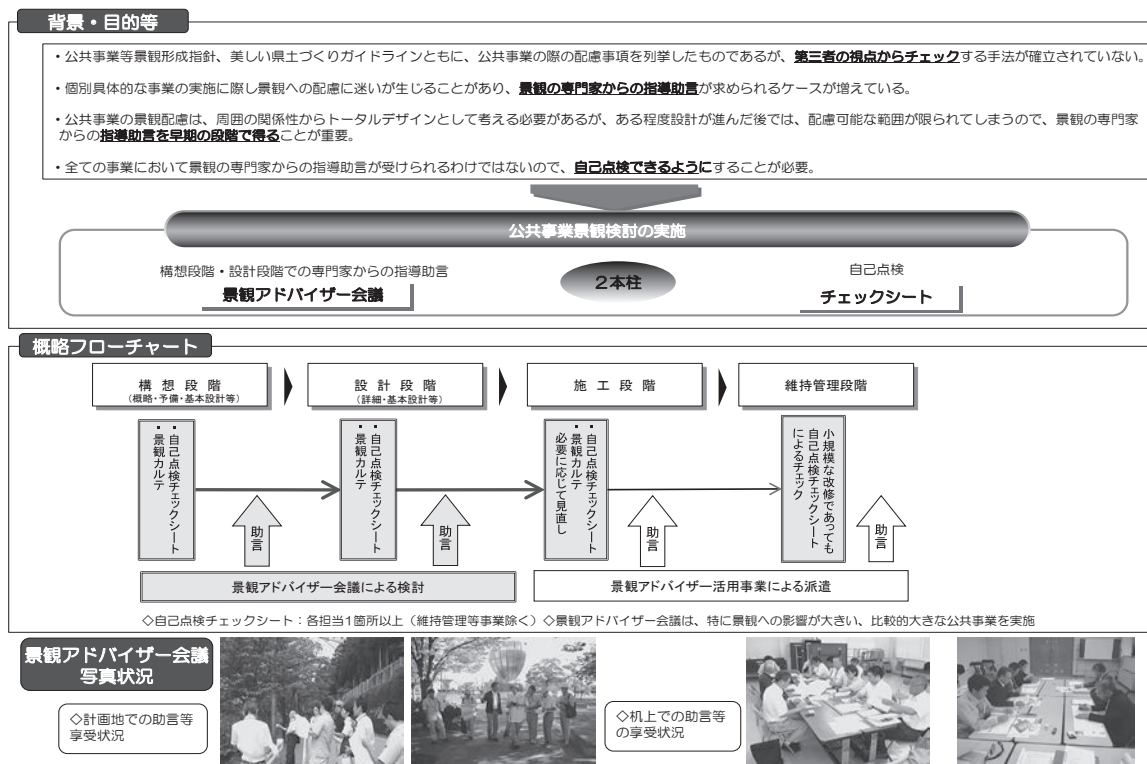 背景・目的等
・公共事業等景観形成指針、美しい県土づくりガイドラインともに、公共事業の際の配慮事項を列挙したものであるが、第三者の視点からチェックする手法が確立されていない。
・個別具体的な事業の実施に際し景観への配慮に迷いが生じることがあり、景観の専門家からの指導助言が求められるケースが増えている。
・公共事業の景観配慮は、周囲の関係性からトータルデザインとして考える必要があるが、ある程度設計が進んだ後では、配慮可能な範囲が限られてしまうので、景観の専門家
からの指導助言を早期の段階で得ることが重要。
・全ての事業において景観の専門家からの指導助言が受けられるわけではないので、自己点検できるようにすることが必要。
公共事業景観検討の実施
構想段階・設計段階での専門家からの指導助言
景観アドバイザー会議
2本柱
自己点検
チェックシート
概略フローチャート
構想段階
(概略・予備・基本設計等)
設計段階
(詳細・基本設計等)
施工段階
維持管理段階
・自己点検チェックシート
・景観カルテ
助言
・自己点検チェックシート
・景観カルテ
助言
・自己点検チェックシート
・景観カルテ
必要に応じて見直し
助言
小規模な改修であっても
自己点検チェックシート
によるチェック
助言
景観アドバイザー会議による検討
景観アドバイザー活用事業による派遣
◇自己点検チェックシート：各担当1箇所以上（維持管理等事業除く）◇景観アドバイザー会議は、特に景観への影響が大きい、比較的大きな公共事業を実施
景観アドバイザー会議
写真状況
◇計画地での助言等
享受状況
◇机上での助言等
の享受状況